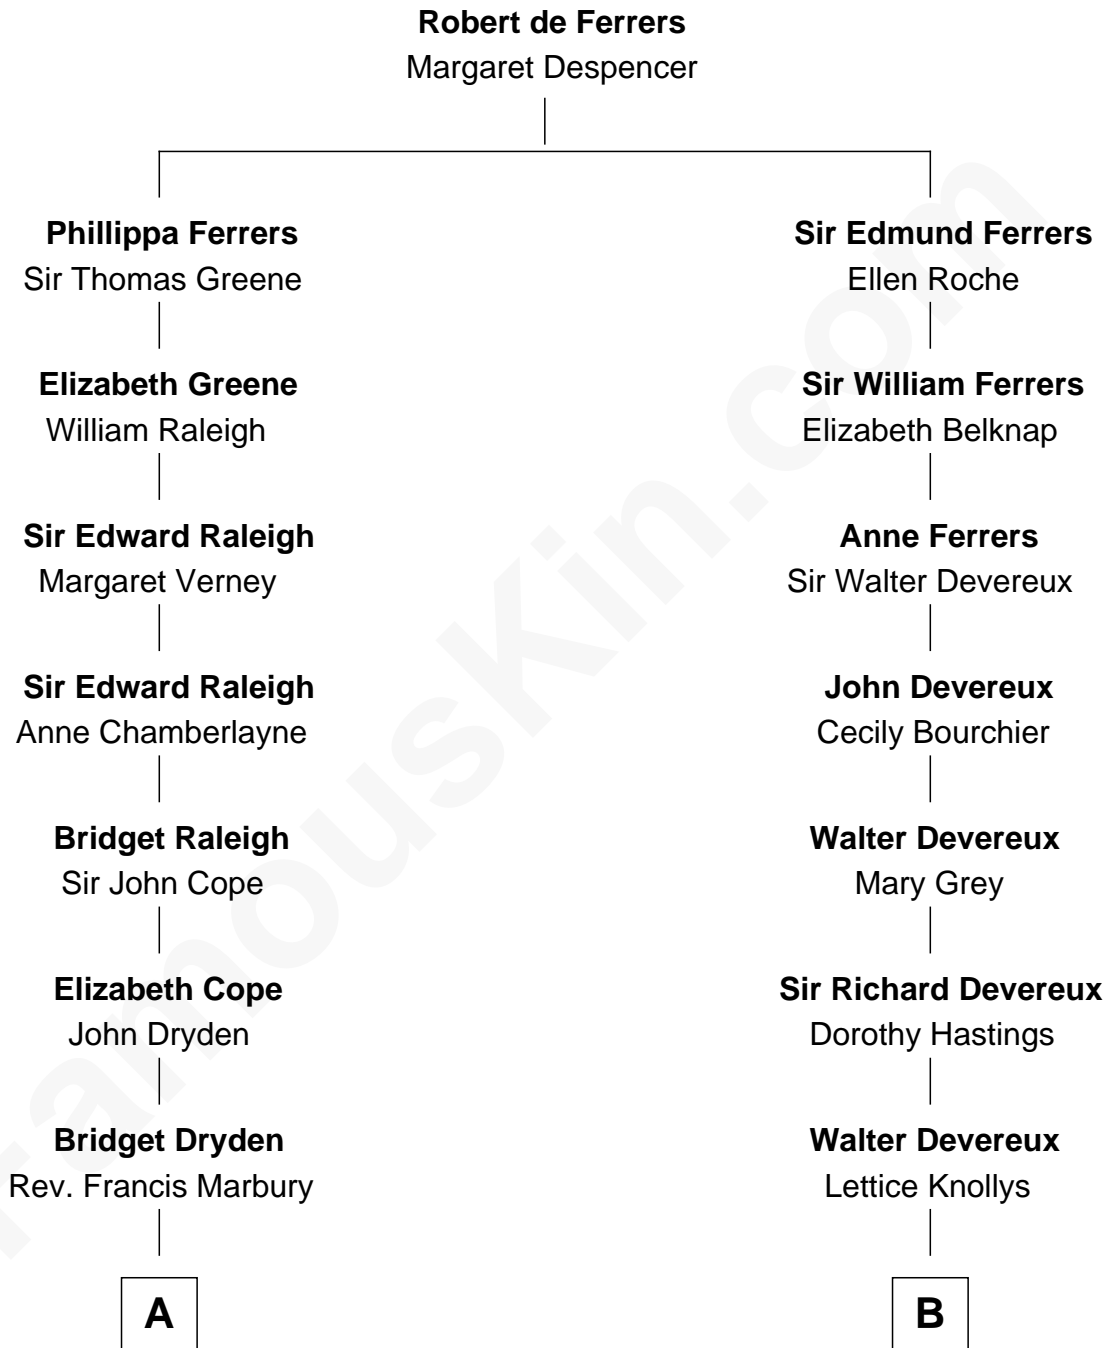 Robert de Ferrers
Margaret Despencer
Phillippa Ferrers
Sir Thomas Greene
Elizabeth Greene
William Raleigh
Sir Edward Raleigh
Margaret Verney
Sir Edward Raleigh
Anne Chamberlayne
Bridget Raleigh
Sir John Cope
Elizabeth Cope
John Dryden
Bridget Dryden
Rev. Francis Marbury
A
Sir Edmund Ferrers
Ellen Roche
Sir William Ferrers
Elizabeth Belknap
Anne Ferrers
Sir Walter Devereux
John Devereux
Cecily Bourchier
Walter Devereux
Mary Grey
Sir Richard Devereux
Dorothy Hastings
Walter Devereux
Lettice Knollys
B
FamousKin.com